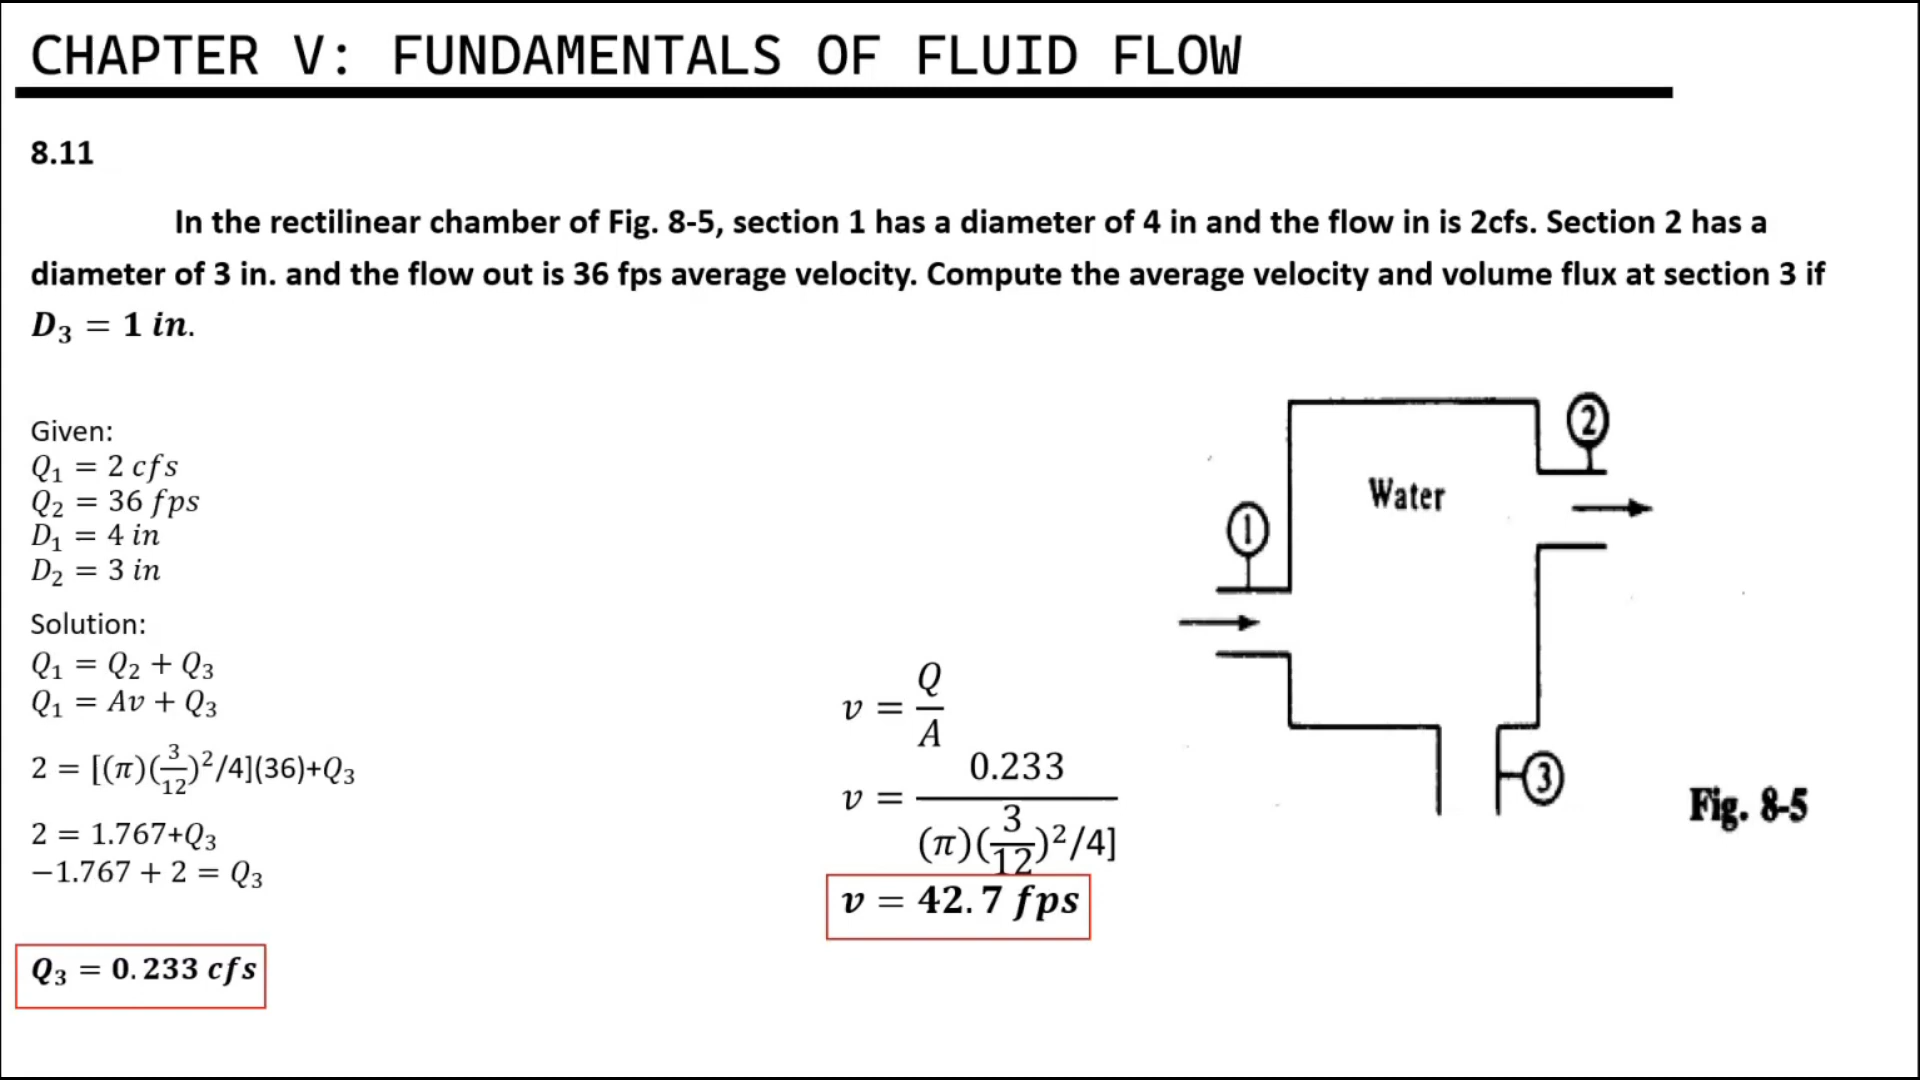 CHAPTER V: FUNDAMENTALS OF FLUID FLOW
8.11
In the rectilinear chamber of Fig. 8-5, section 1 has a diameter of 4 in and the flow in is 2cfs. Section 2 has a
diameter of 3 in. and the flow out is 36 fps average velocity. Compute the average velocity and volume flux at section 3 if
D₃ = 1 in.
Given:
Q₁ = 2 cfs
Q₂ = 36 fps
D₁ = 4 in
D₂ = 3 in
Solution:
Q₁ = Q₂ + Q₃
Q₁ = Av + Q₃
2 = [(π)(3/12)²/4](36)+Q₃
2 = 1.767+Q₃
−1.767 + 2 = Q₃
Q₃ = 0.233 cfs
v = Q/A
v = 0.233/(π)(3/12)²/4]
v = 42.7 fps
2
Water
1
3
Fig. 8-5